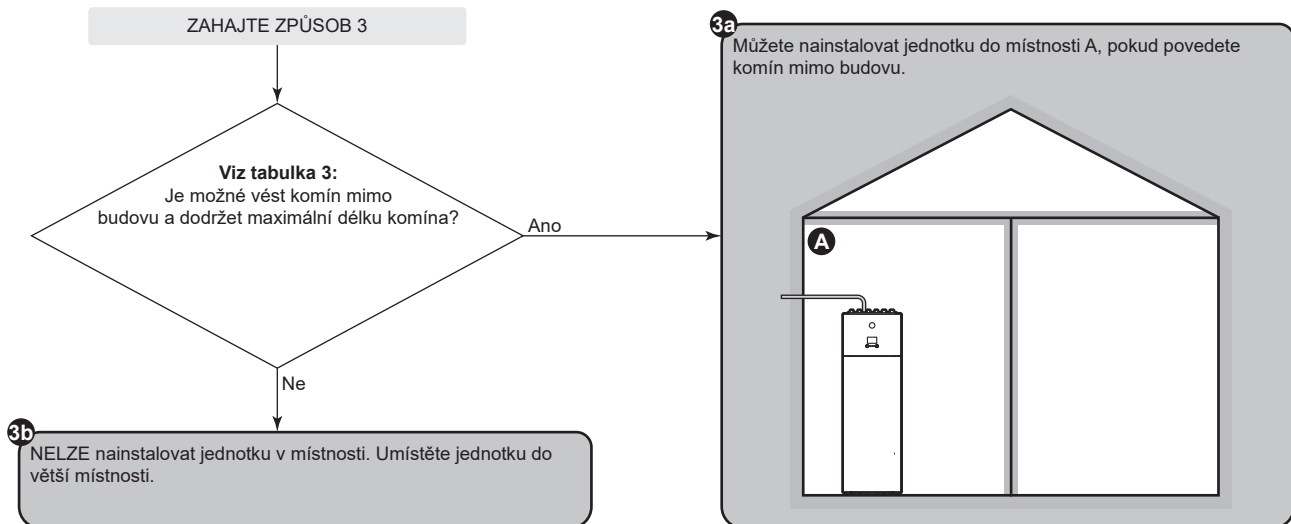 ZAHAJTE ZPŮSOB 3
Viz tabulka 3:
Je možné vést komín mimo
budovu a dodržet maximální délku komína?
Ano
Ne
3a
Můžete nainstalovat jednotku do místnosti A, pokud povedete
komín mimo budovu.
A
3b
NELZE nainstalovat jednotku v místnosti. Umístěte jednotku do
větší místnosti.